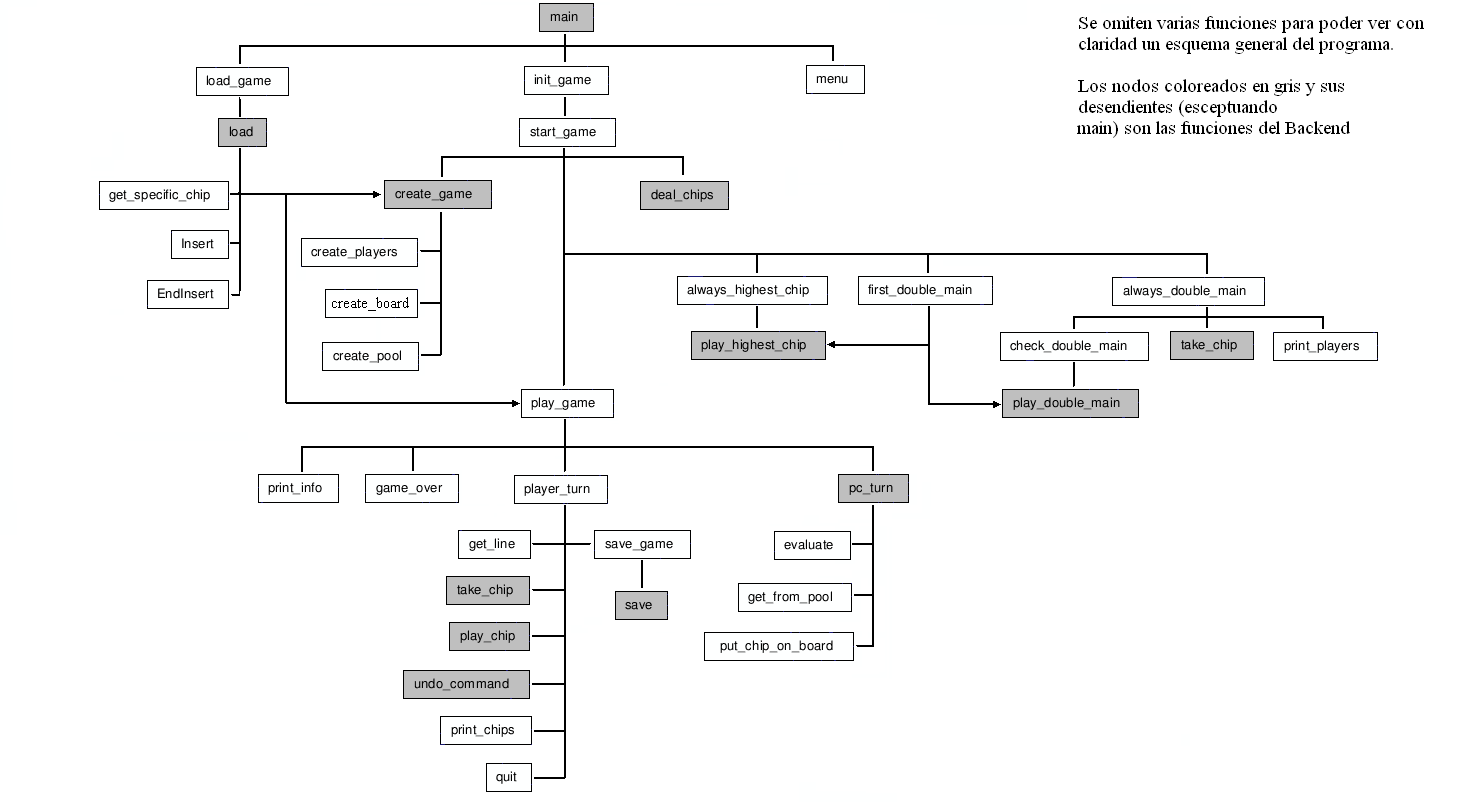 main
Se omiten varias funciones para poder ver con
claridad un esquema general del programa.
Los nodos coloreados en gris y sus
desendientes (esceptuando
main) son las funciones del Backend
load_game
init_game
menu
load
start_game
get_specific_chip
create_game
deal_chips
Insert
create_players
EndInsert
create_board
create_pool
always_highest_chip
first_double_main
always_double_main
play_highest_chip
check_double_main
take_chip
print_players
play_game
play_double_main
print_info
game_over
player_turn
pc_turn
get_line
save_game
evaluate
take_chip
save
get_from_pool
play_chip
put_chip_on_board
undo_command
print_chips
quit